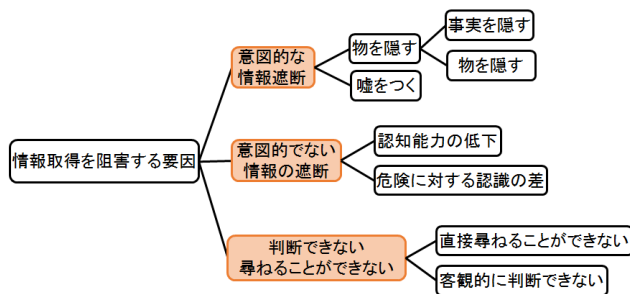 情報取得を阻害する要因
意図的な
情報遮断
物を隠す
事実を隠す
物を隠す
嘘をつく
意図的でない
情報の遮断
認知能力の低下
危険に対する認識の差
判断できない
尋ねることができない
直接尋ねることができない
客観的に判断できない